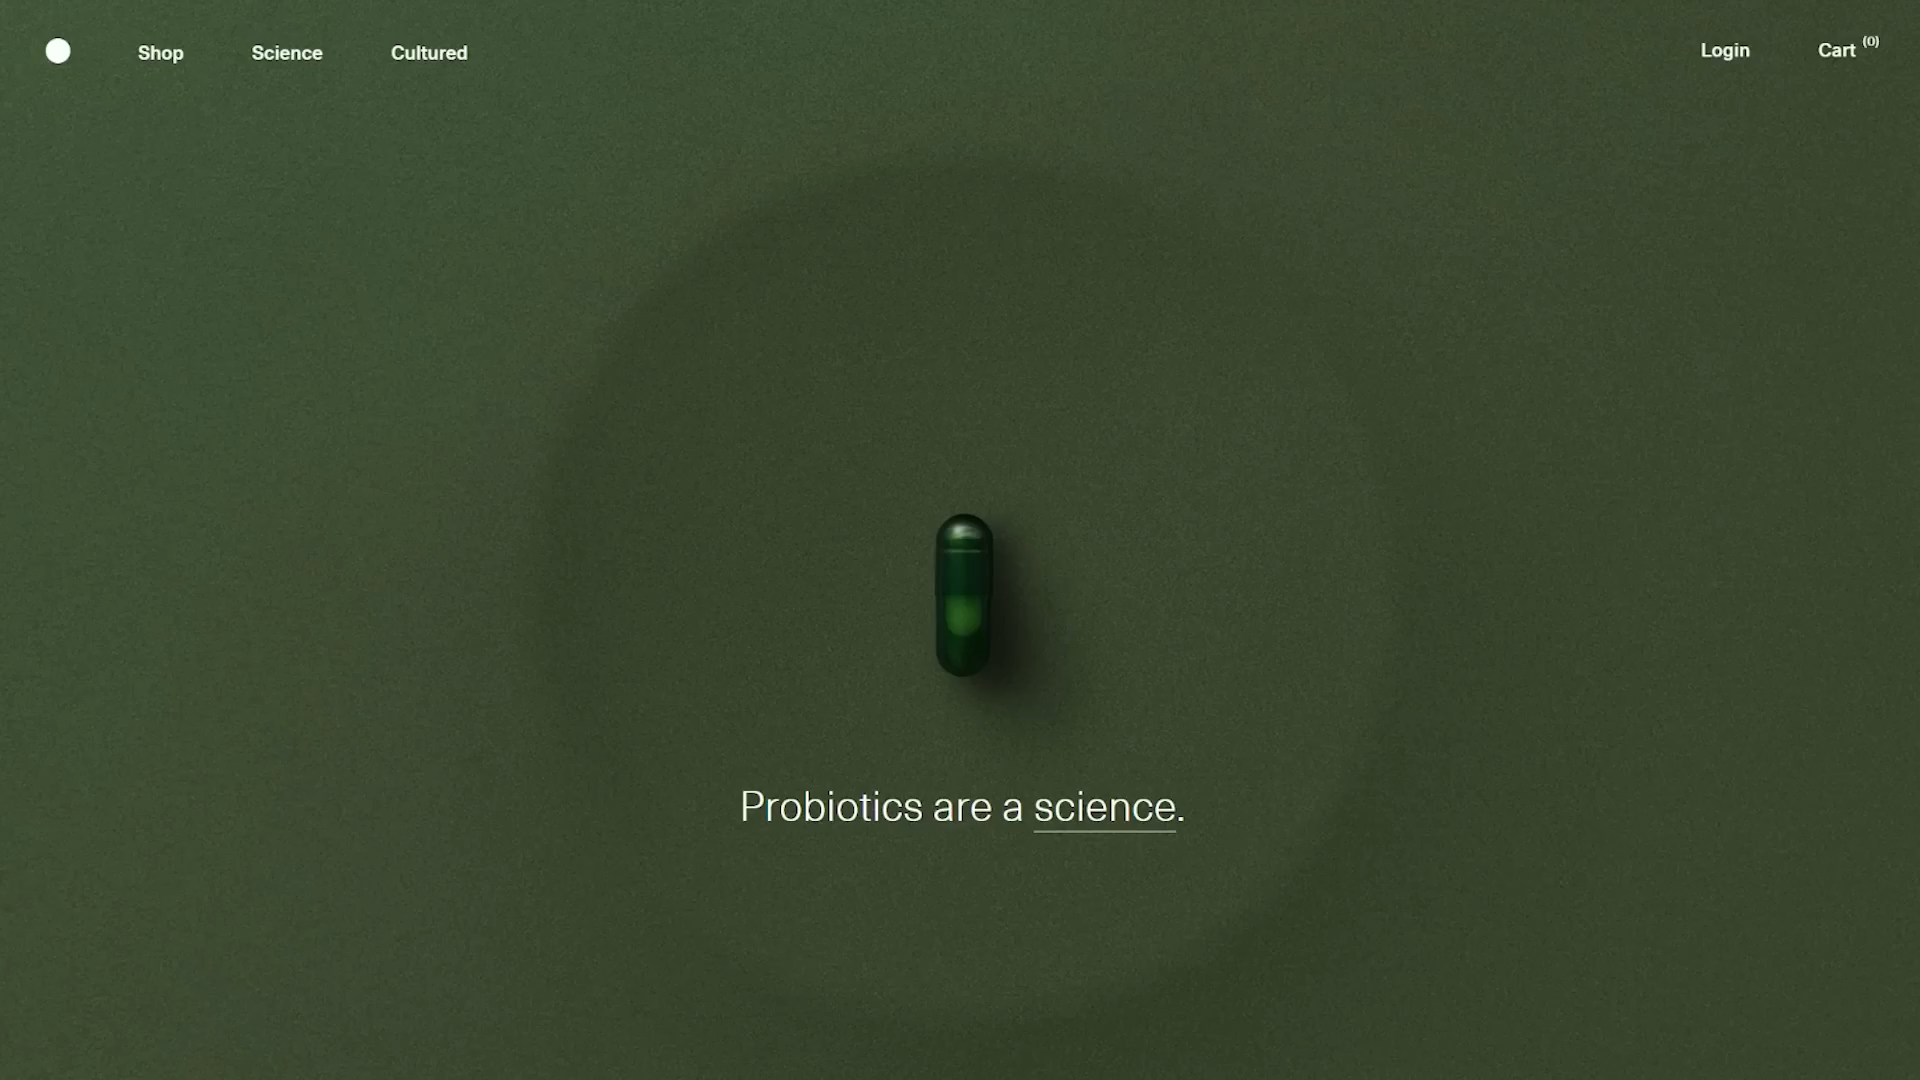 Shop
Science
Cultured
Login
Cart (0)
Probiotics are a science.